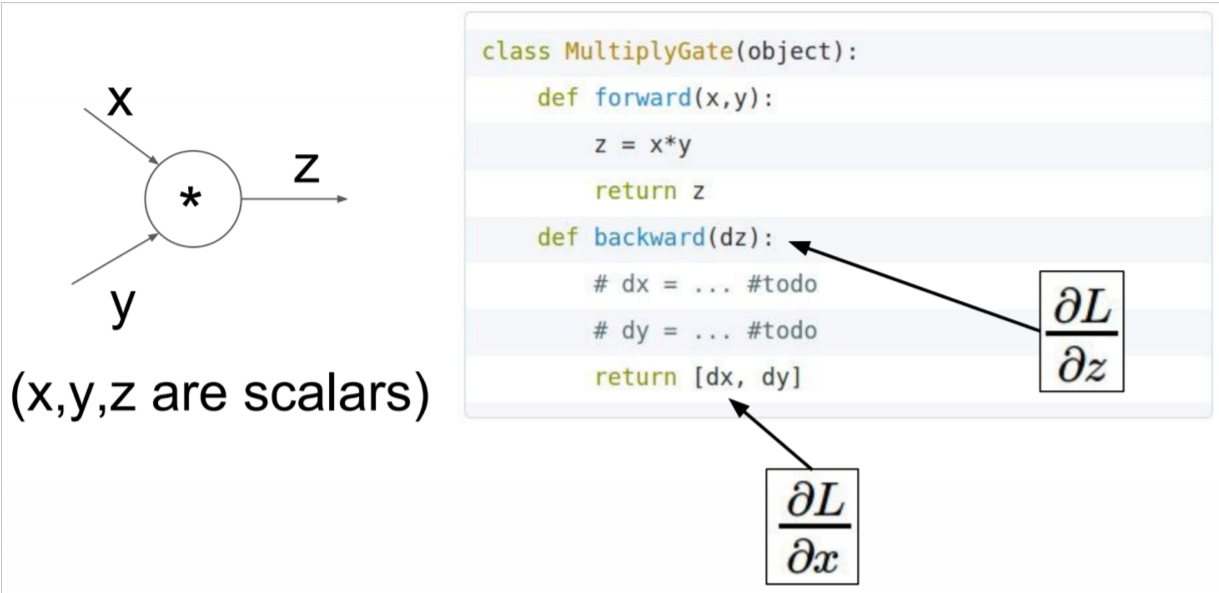 x
*
z
y
(x,y,z are scalars)
class MultiplyGate(object):
    def forward(x,y):
        z = x*y
        return z
    def backward(dz):
        # dx = ... #todo
        # dy = ... #todo
        return [dx, dy]
∂L
∂z
∂L
∂x